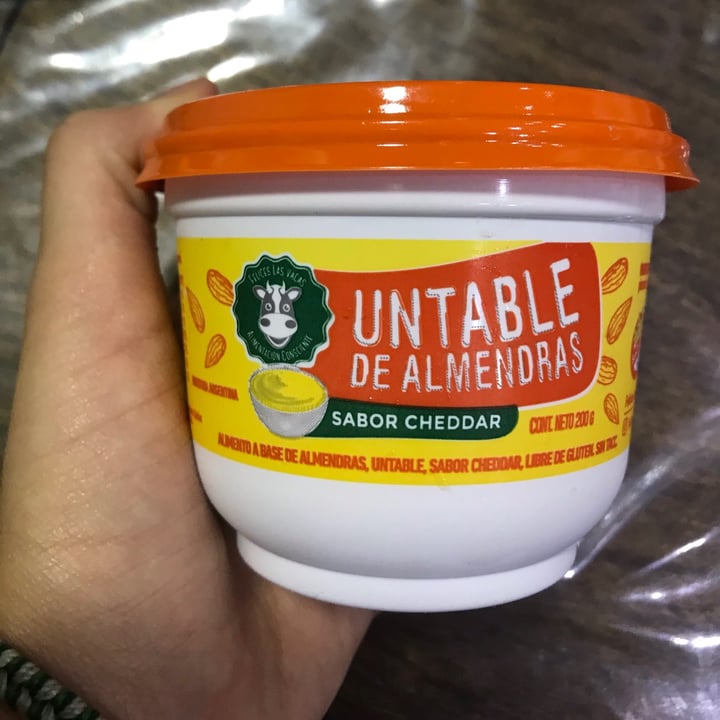 FELICES LAS VACAS
ALIMENTACIÓN CONSCIENTE
UNTABLE
DE ALMENDRAS
SABOR CHEDDAR
INDUSTRIA ARGENTINA
CONT. NETO 200 G
ALIMENTO A BASE DE ALMENDRAS, UNTABLE, SABOR CHEDDAR, LIBRE DE GLUTEN. SIN TACC.